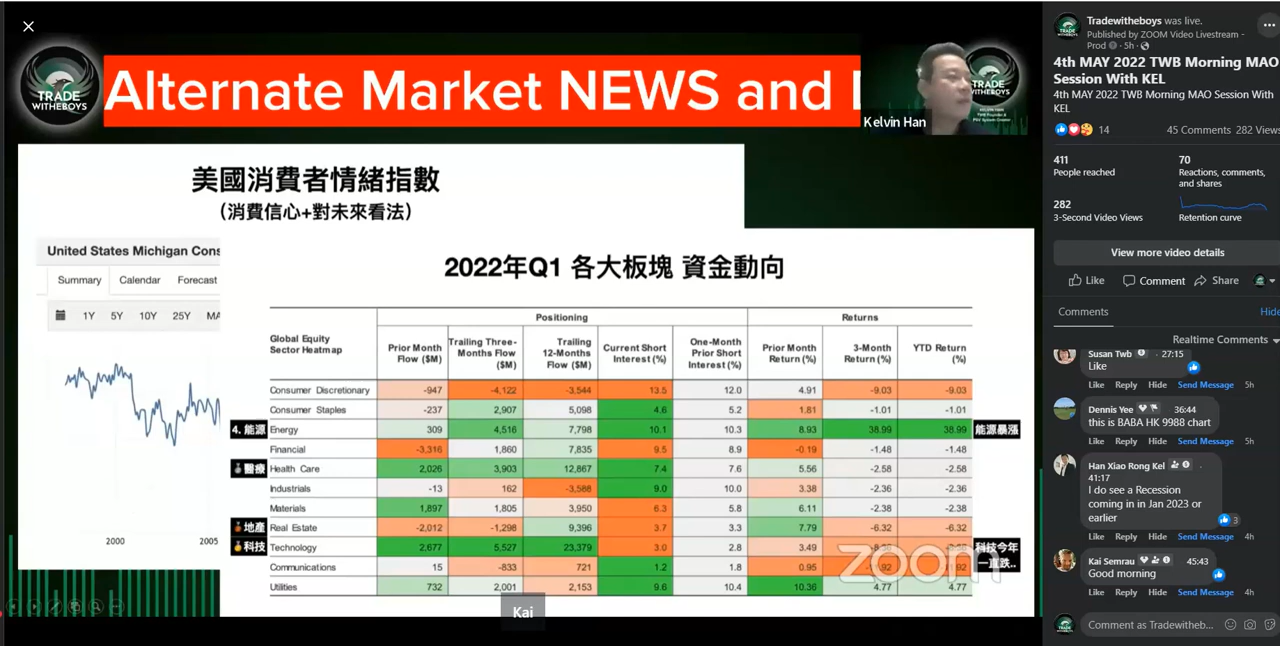 TRADE
WITHEBOYS
Alternate Market NEWS and
Kelvin Han
TRADE
WITHEBOYS
美國消費者情緒指數
(消費信心+對未來看法)
United States Michigan Cons
Summary Calendar Forecast
1Y 5Y 10Y 25Y MA
2000 2005
2022年Q1 各大板塊 資金動向
Positioning Returns
Global Equity Sector Heatmap Prior Month Flow ($M) Trailing Three-Months Flow ($M) Trailing 12-Months Flow ($M) Current Short Interest (%) One-Month Prior Short Interest (%) Prior Month Return (%) 3-Month Return (%) YTD Return (%)
Consumer Discretionary -947 -4,122 -3,544 13.5 12.0 4.91 -9.03 -9.03
Consumer Staples -237 2,907 5,098 4.6 5.2 1.81 -1.01 -1.01
4. 能源 Energy 309 4,516 7,798 10.1 10.3 8.93 38.99 38.99 能源暴漲
Financial -3,316 1,860 7,835 9.5 8.9 -0.19 -1.48 -1.48
醫療 Health Care 2,026 3,903 12,867 7.4 7.6 5.56 -2.58 -2.58
Industrials -13 162 -3,588 9.0 10.0 3.38 -2.36 -2.36
Materials 1,897 1,805 3,950 6.3 5.8 6.11 -2.38 -2.38
地產 Real Estate -2,012 -1,298 9,396 3.7 3.3 7.79 -6.32 -6.32
科技 Technology 2,677 5,527 23,379 3.0 2.8 3.49 科技今年
一直跌..
Communications 15 -833 721 1.2 1.8 0.95
Utilities 732 2,001 2,153 9.6 10.4 10.36 4.77 4.77
zoom
Kai
Tradewitheboys was live.
Published by ZOOM Video Livestream -
Prod · 5h ·
4th MAY 2022 TWB Morning MAO
Session With KEL
4th MAY 2022 TWB Morning MAO Session With
KEL
14 45 Comments 282 Views
411 70
People reached Reactions, comments,
and shares
282
3-Second Video Views Retention curve
View more video details
Like Comment Share
Comments Hide
Realtime Comments
Susan Twb · 27:15
Like
Like Reply Hide Send Message 5h
Dennis Yee 36:44
this is BABA HK 9988 chart
Like Reply Hide Send Message 5h
Han Xiao Rong Kel ·
41:17
I do see a Recession
coming in in Jan 2023 or
earlier
3
Like Reply Hide Send Message 4h
Kai Semrau 45:43
Good morning
Like Reply Hide Send Message 4h
Comment as Tradewitheb...